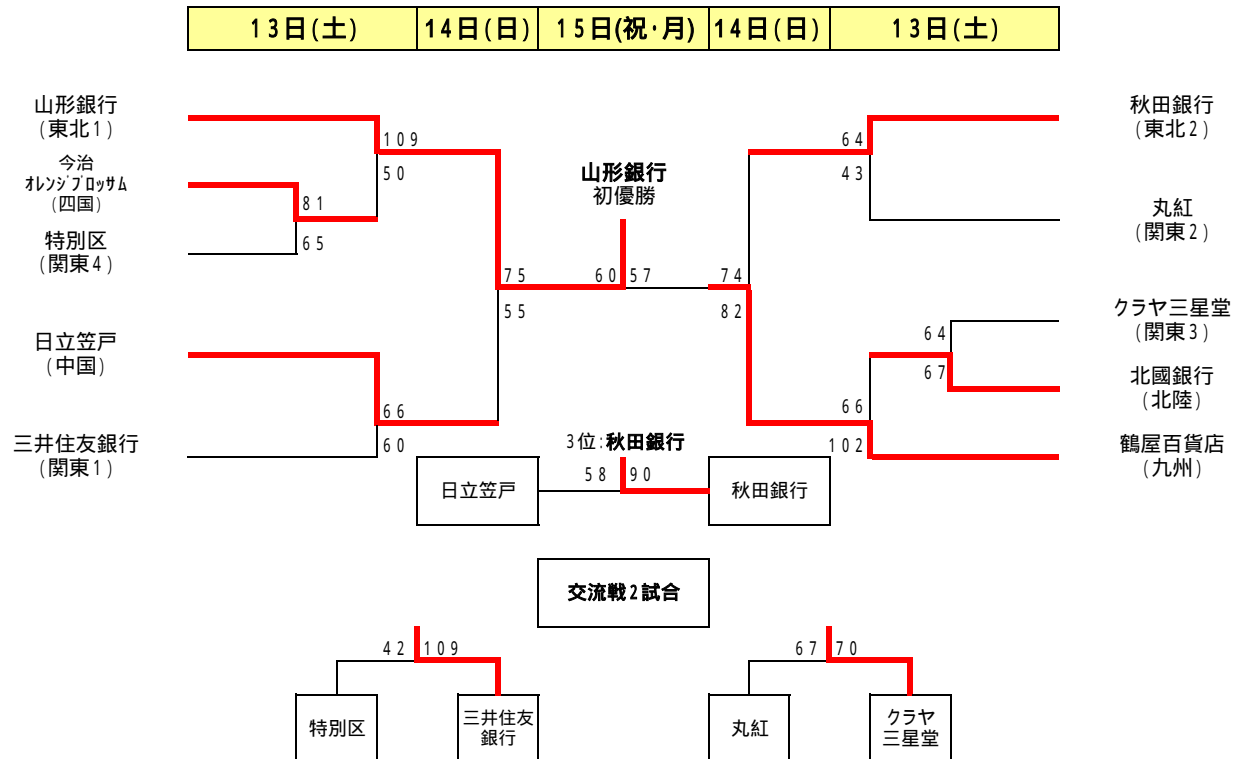 13日(土)
14日(日)
15日(祝・月)
14日(日)
13日(土)
山形銀行
(東北1)
今治
ｵﾚﾝｼﾞﾌﾞﾛｯｻﾑ
(四国)
特別区
(関東4)
日立笠戸
(中国)
三井住友銀行
(関東1)
109
50
81
65
75
55
66
60
山形銀行
初優勝
60
57
3位:秋田銀行
58
90
日立笠戸
秋田銀行
64
43
74
82
64
67
66
102
秋田銀行
(東北2)
丸紅
(関東2)
クラヤ三星堂
(関東3)
北國銀行
(北陸)
鶴屋百貨店
(九州)
交流戦2試合
42
109
特別区
三井住友
銀行
67
70
丸紅
クラヤ
三星堂